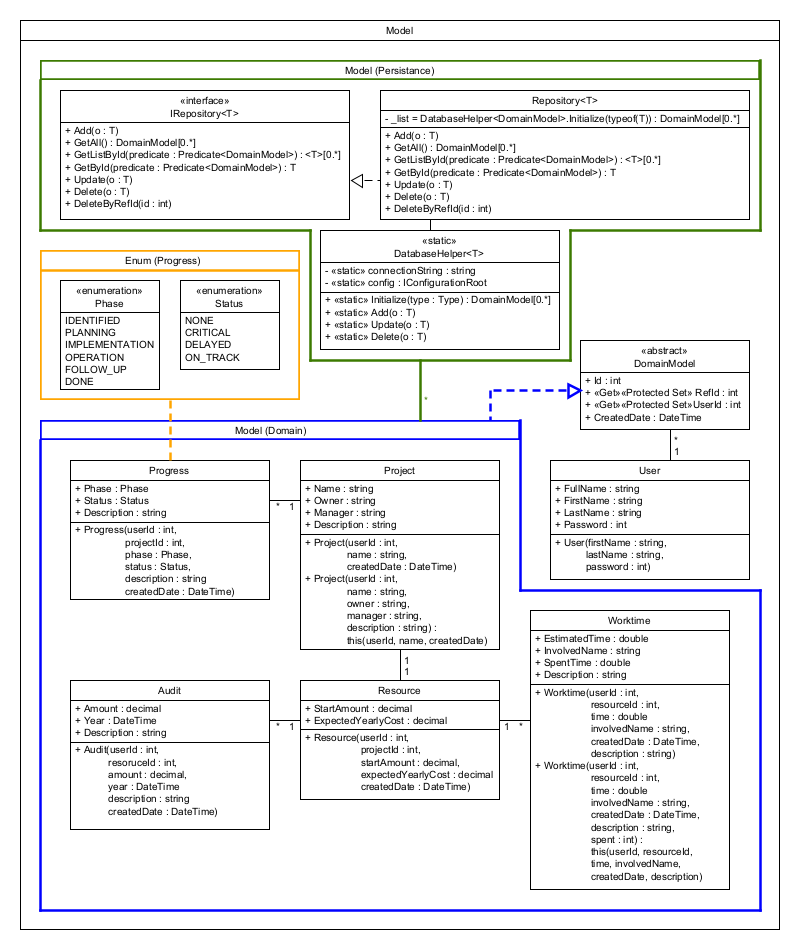 Model
Model (Persistance)
«interface»
IRepository<T>
+ Add(o : T)
+ GetAll() : DomainModel[0..*]
+ GetListById(predicate : Predicate<DomainModel>) : <T>[0..*]
+ GetById(predicate : Predicate<DomainModel>) : T
+ Update(o : T)
+ Delete(o : T)
+ DeleteByRefId(id : int)
Repository<T>
- _list = DatabaseHelper<DomainModel>.Initialize(typeof(T)) : DomainModel[0..*]
+ Add(o : T)
+ GetAll() : DomainModel[0..*]
+ GetListById(predicate : Predicate<DomainModel>) : <T>[0..*]
+ GetById(predicate : Predicate<DomainModel>) : T
+ Update(o : T)
+ Delete(o : T)
+ DeleteByRefId(id : int)
«static»
DatabaseHelper<T>
- «static» connectionString : string
- «static» config : IConfigurationRoot
+ «static» Initialize(type : Type) : DomainModel[0..*]
+ «static» Add(o : T)
+ «static» Update(o : T)
+ «static» Delete(o : T)
Enum (Progress)
«enumeration»
Phase
IDENTIFIED
PLANNING
IMPLEMENTATION
OPERATION
FOLLOW_UP
DONE
«enumeration»
Status
NONE
CRITICAL
DELAYED
ON_TRACK
«abstract»
DomainModel
+ Id : int
+ «Get»«Protected Set» RefId : int
+ «Get»«Protected Set»UserId : int
+ CreatedDate : DateTime
*
*
1
Model (Domain)
Progress
+ Phase : Phase
+ Status : Status
+ Description : string
+ Progress(userId : int,
projectId : int,
phase : Phase,
status : Status,
description : string
createdDate : DateTime)
* 1
Project
+ Name : string
+ Owner : string
+ Manager : string
+ Description : string
+ Project(userId : int,
name : string,
createdDate : DateTime)
+ Project(userId : int,
name : string,
owner : string,
manager : string,
description : string) :
this(userId, name, createdDate)
User
+ FullName : string
+ FirstName : string
+ LastName : string
+ Password : int
+ User(firstName : string,
lastName : string,
password : int)
1
1
Audit
+ Amount : decimal
+ Year : DateTime
+ Description : string
+ Audit(userId : int,
resoruceId : int,
amount : decimal,
year : DateTime
description : string
createdDate : DateTime)
* 1
Resource
+ StartAmount : decimal
+ ExpectedYearlyCost : decimal
+ Resource(userId : int,
projectId : int,
startAmount : decimal,
expectedYearlyCost : decimal
createdDate : DateTime)
1 *
Worktime
+ EstimatedTime : double
+ InvolvedName : string
+ SpentTime : double
+ Description : string
+ Worktime(userId : int,
resourceId : int,
time : double
involvedName : string,
createdDate : DateTime,
description : string)
+ Worktime(userId : int,
resourceId : int,
time : double
involvedName : string,
createdDate : DateTime,
description : string,
spent : int) :
this(userId, resourceId,
time, involvedName,
createdDate, description)